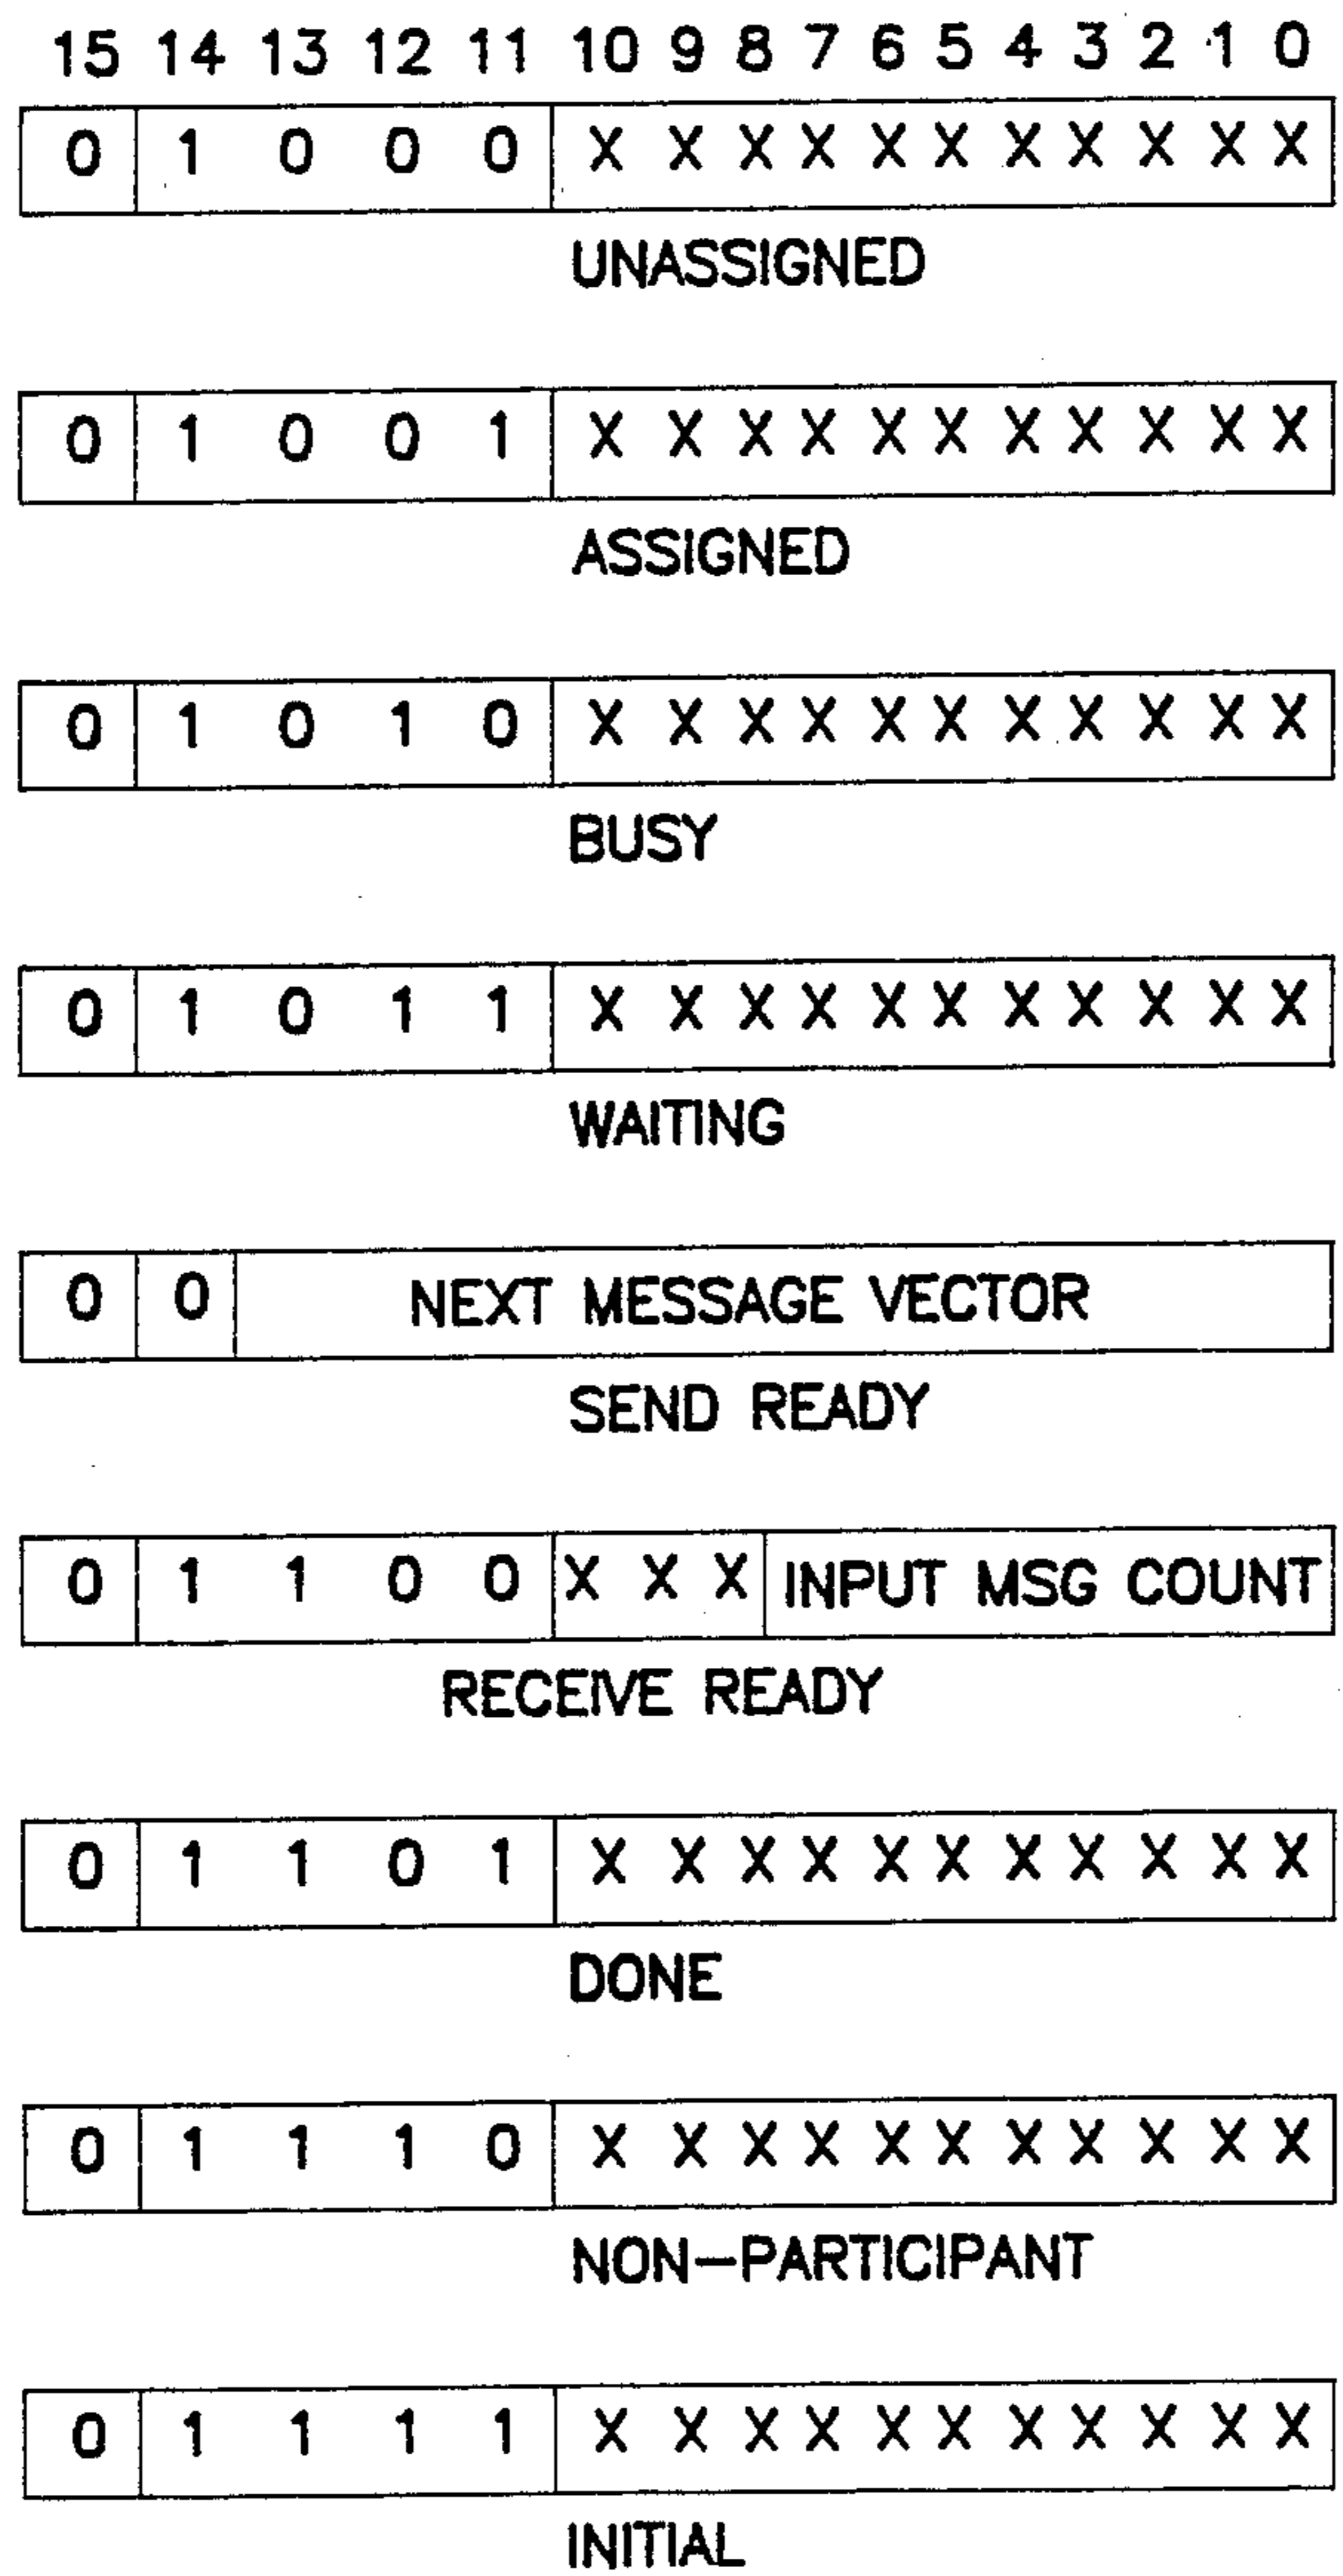 15 14 13 12 11 10 9 8 7 6 5 4 3 2 1 0
0 1 0 0 0 X X X X X X X X X X X
UNASSIGNED
0 1 0 0 1 X X X X X X X X X X X
ASSIGNED
0 1 0 1 0 X X X X X X X X X X X
BUSY
0 1 0 1 1 X X X X X X X X X X X
WAITING
0 0 NEXT MESSAGE VECTOR
SEND READY
0 1 1 0 0 X X X INPUT MSG COUNT
RECEIVE READY
0 1 1 0 1 X X X X X X X X X X X
DONE
0 1 1 1 0 X X X X X X X X X X X
NON-PARTICIPANT
0 1 1 1 1 X X X X X X X X X X X
INITIAL